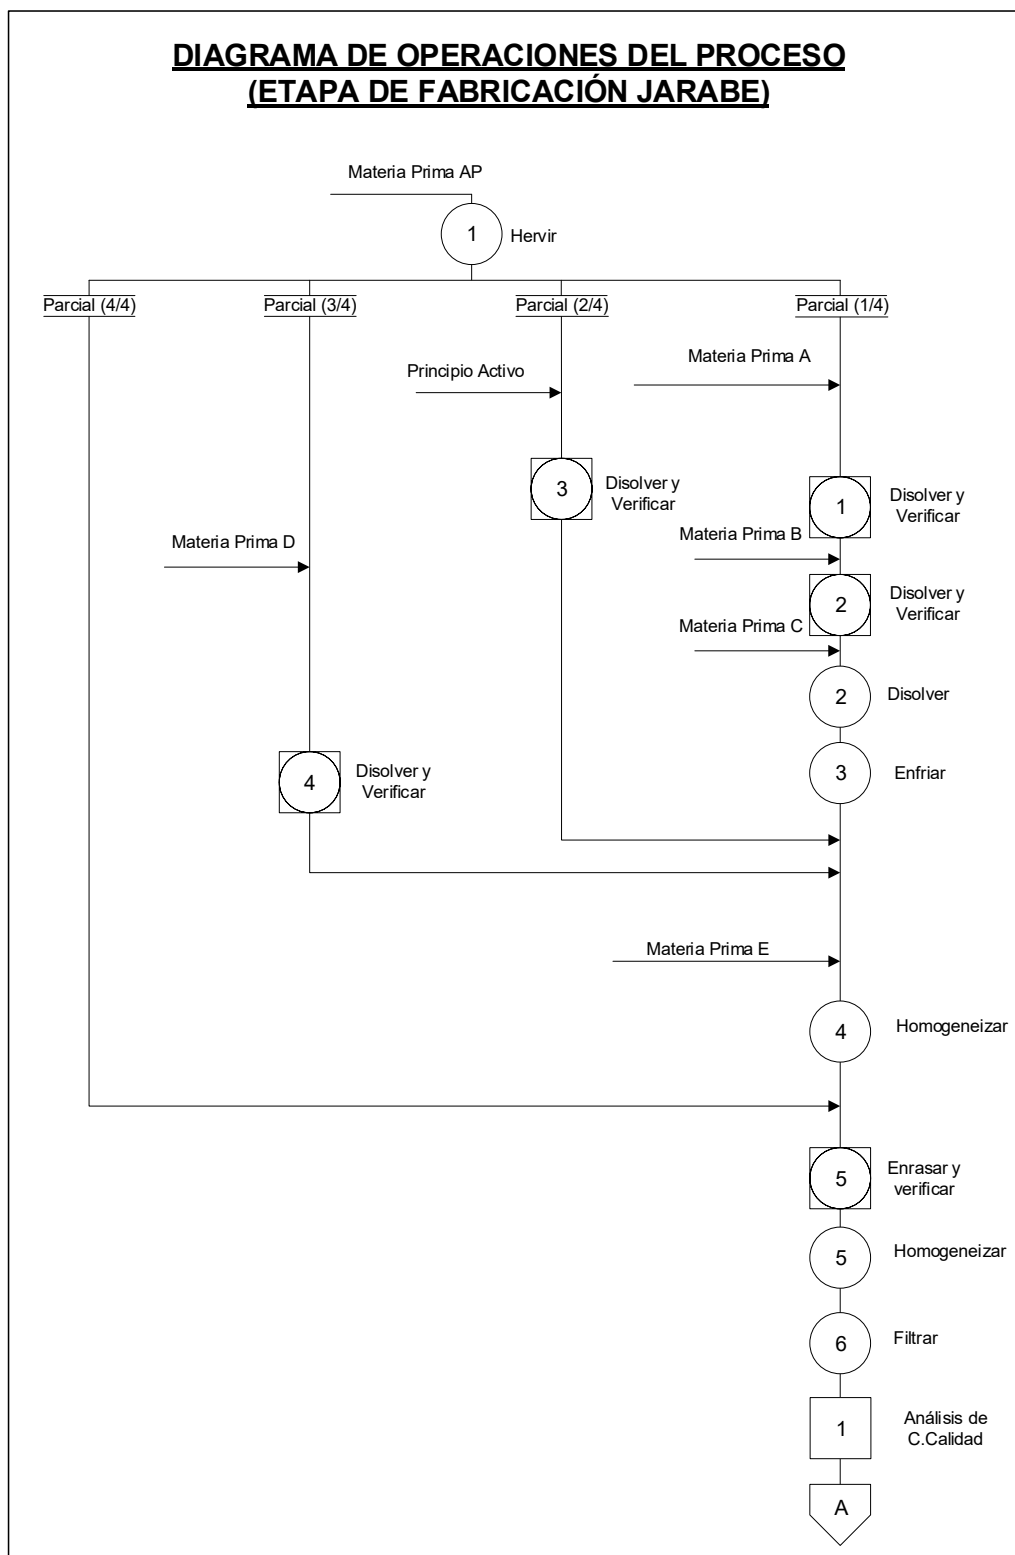 DIAGRAMA DE OPERACIONES DEL PROCESO
(ETAPA DE FABRICACIÓN JARABE)
Materia Prima AP
1
Hervir
Parcial (4/4)
Parcial (3/4)
Parcial (2/4)
Parcial (1/4)
Materia Prima A
Principio Activo
3
Disolver y
Verificar
1
Disolver y
Verificar
Materia Prima B
Materia Prima D
2
Disolver y
Verificar
Materia Prima C
2
Disolver
4
Disolver y
Verificar
3
Enfriar
Materia Prima E
4
Homogeneizar
5
Enrasar y
verificar
5
Homogeneizar
6
Filtrar
1
Análisis de
C.Calidad
A